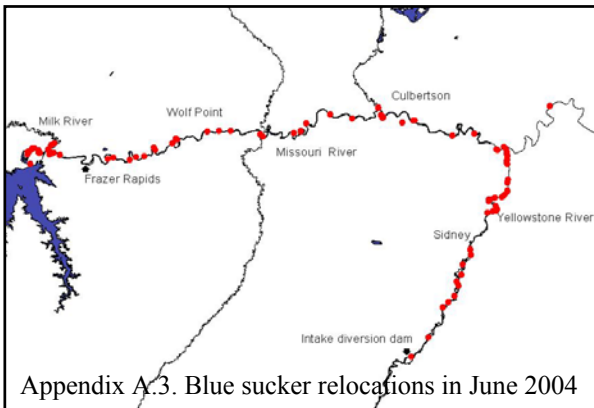 Culbertson
Wolf Point
Milk River
Missouri River
Frazer Rapids
Yellowstone River
Sidney
Intake diversion dam
Appendix A.3. Blue sucker relocations in June 2004